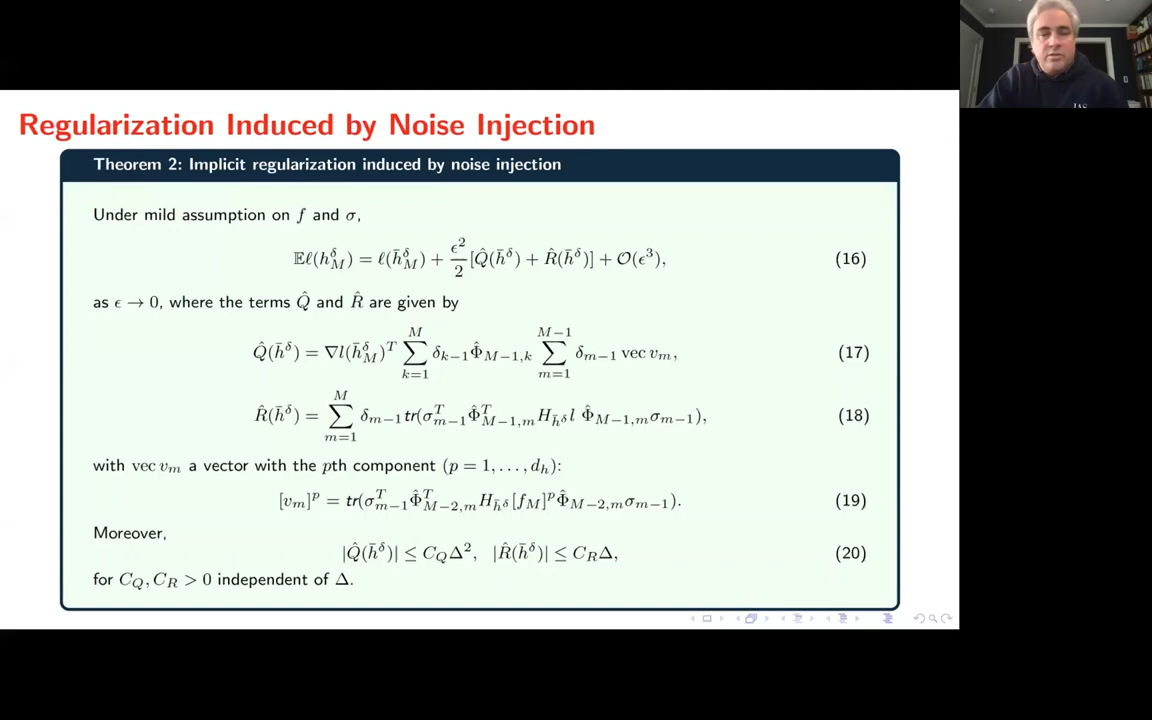 IAS
Regularization Induced by Noise Injection
Theorem 2: Implicit regularization induced by noise injection
Under mild assumption on f and σ,
𝔼ℓ(h_M^δ) = ℓ(h̄_M^δ) + ε²/2 [Q̂(h̄^δ) + R̂(h̄^δ)] + 𝒪(ε³), (16)
as ε → 0, where the terms Q̂ and R̂ are given by
Q̂(h̄^δ) = ∇l(h̄_M^δ)^T ∑_{k=1}^{M} δ_{k−1} Φ̂_{M−1,k} ∑_{m=1}^{M−1} δ_{m−1} vec v_m, (17)
R̂(h̄^δ) = ∑_{m=1}^{M} δ_{m−1} tr(σ_{m−1}^T Φ̂_{M−1,m}^T H_{h̄^δ} l Φ̂_{M−1,m} σ_{m−1}), (18)
with vec v_m a vector with the pth component (p = 1, . . . , d_h):
[v_m]^p = tr(σ_{m−1}^T Φ̂_{M−2,m}^T H_{h̄^δ}[f_M]^p Φ̂_{M−2,m} σ_{m−1}). (19)
Moreover,
|Q̂(h̄^δ)| ≤ C_Q Δ², |R̂(h̄^δ)| ≤ C_R Δ, (20)
for C_Q, C_R > 0 independent of Δ.